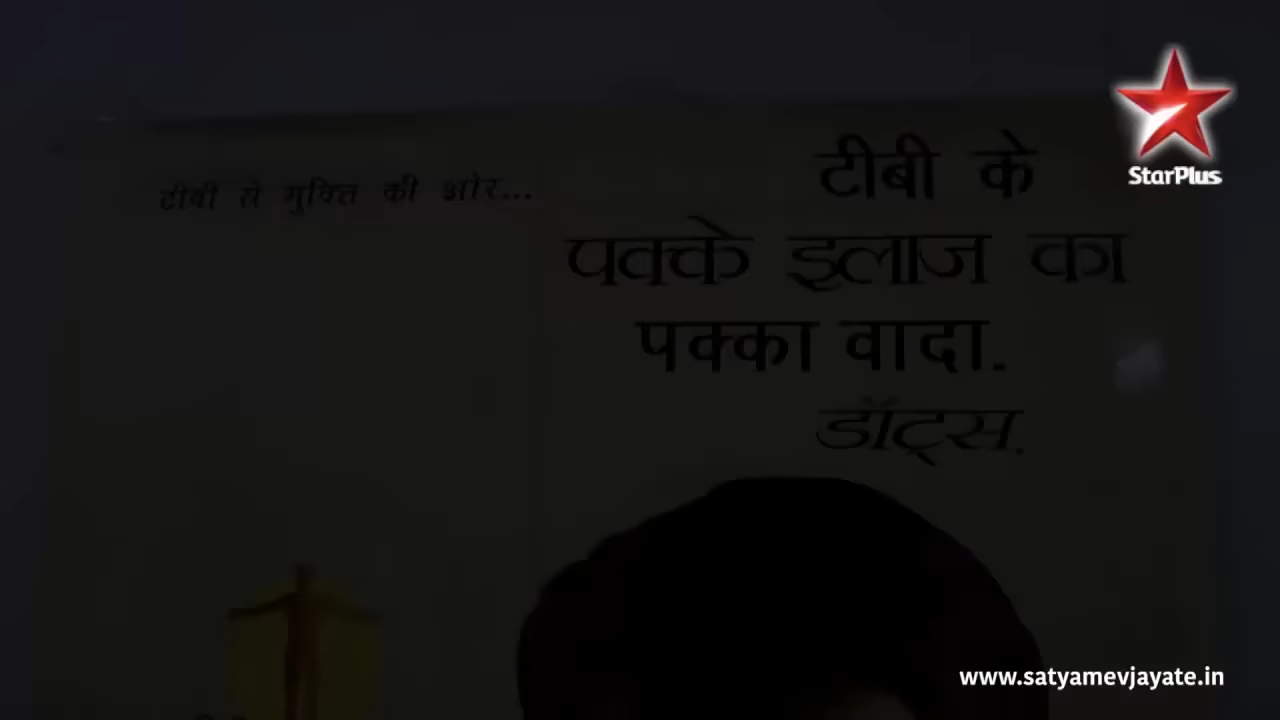 StarPlus
टीबी से मुक्ति की ओर...
टीबी के
पक्के इलाज का
पक्का वादा.
डॉट्स.
www.satyamevjayate.in